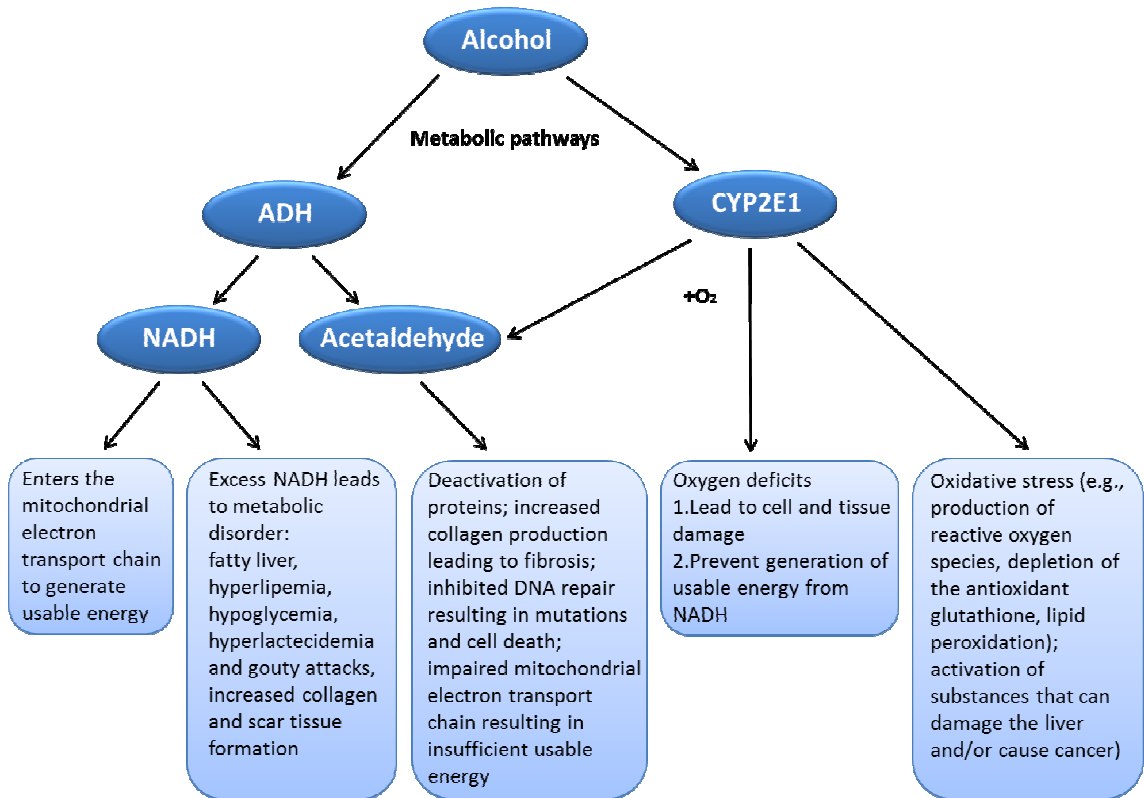 Alcohol
Metabolic pathways
ADH
CYP2E1
+O₂
NADH
Acetaldehyde
Enters the
mitochondrial
electron
transport chain
to generate
usable energy
Excess NADH leads
to metabolic
disorder:
fatty liver,
hyperlipemia,
hypoglycemia,
hyperlactecidemia
and gouty attacks,
increased collagen
and scar tissue
formation
Deactivation of
proteins; increased
collagen production
leading to fibrosis;
inhibited DNA repair
resulting in mutations
and cell death;
impaired mitochondrial
electron transport
chain resulting in
insufficient usable
energy
Oxygen deficits
1.Lead to cell and tissue
damage
2.Prevent generation of
usable energy from
NADH
Oxidative stress (e.g.,
production of
reactive oxygen
species, depletion of
the antioxidant
glutathione, lipid
peroxidation);
activation of
substances that can
damage the liver
and/or cause cancer)